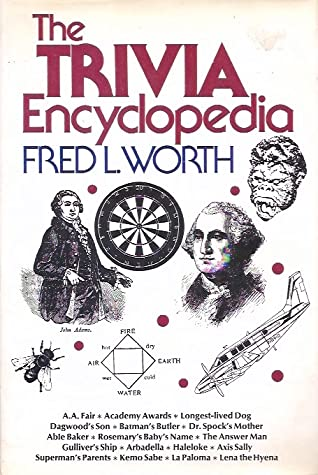 The
TRIVIA
Encyclopedia
FRED L. WORTH
John Adams.
FIRE
hot dry
AIR EARTH
wet cold
WATER
A.A. Fair * Academy Awards * Longest-lived Dog
Dagwood's Son * Batman's Butler * Dr. Spock's Mother
Able Baker * Rosemary's Baby's Name * The Answer Man
Gulliver's Ship * Arbadella * Haleloke * Axis Sally
Superman's Parents * Kemo Sabe * La Paloma * Lena the Hyena